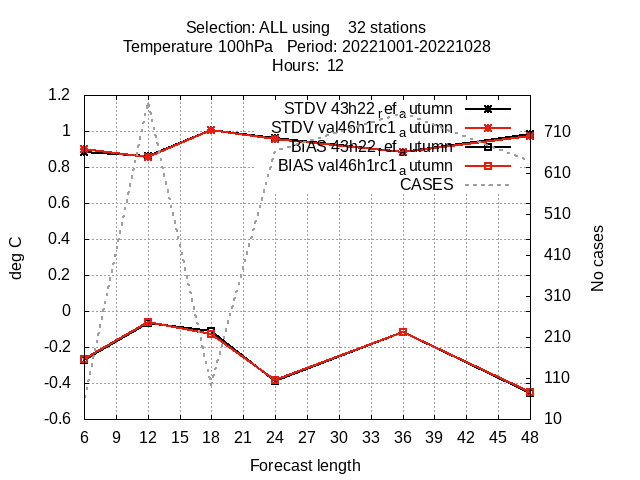 Selection: ALL using 32 stations
Temperature 100hPa Period: 20221001-20221028
Hours: 12
1.2
1
0.8
0.6
0.4
0.2
0
-0.2
-0.4
-0.6
deg C
STDV 43h22_ref_autumn
STDV val46h1rc1_autumn
BIAS 43h22_ref_autumn
BIAS val46h1rc1_autumn
CASES
710
610
510
410
310
210
110
10
No cases
6 9 12 15 18 21 24 27 30 33 36 39 42 45 48
Forecast length